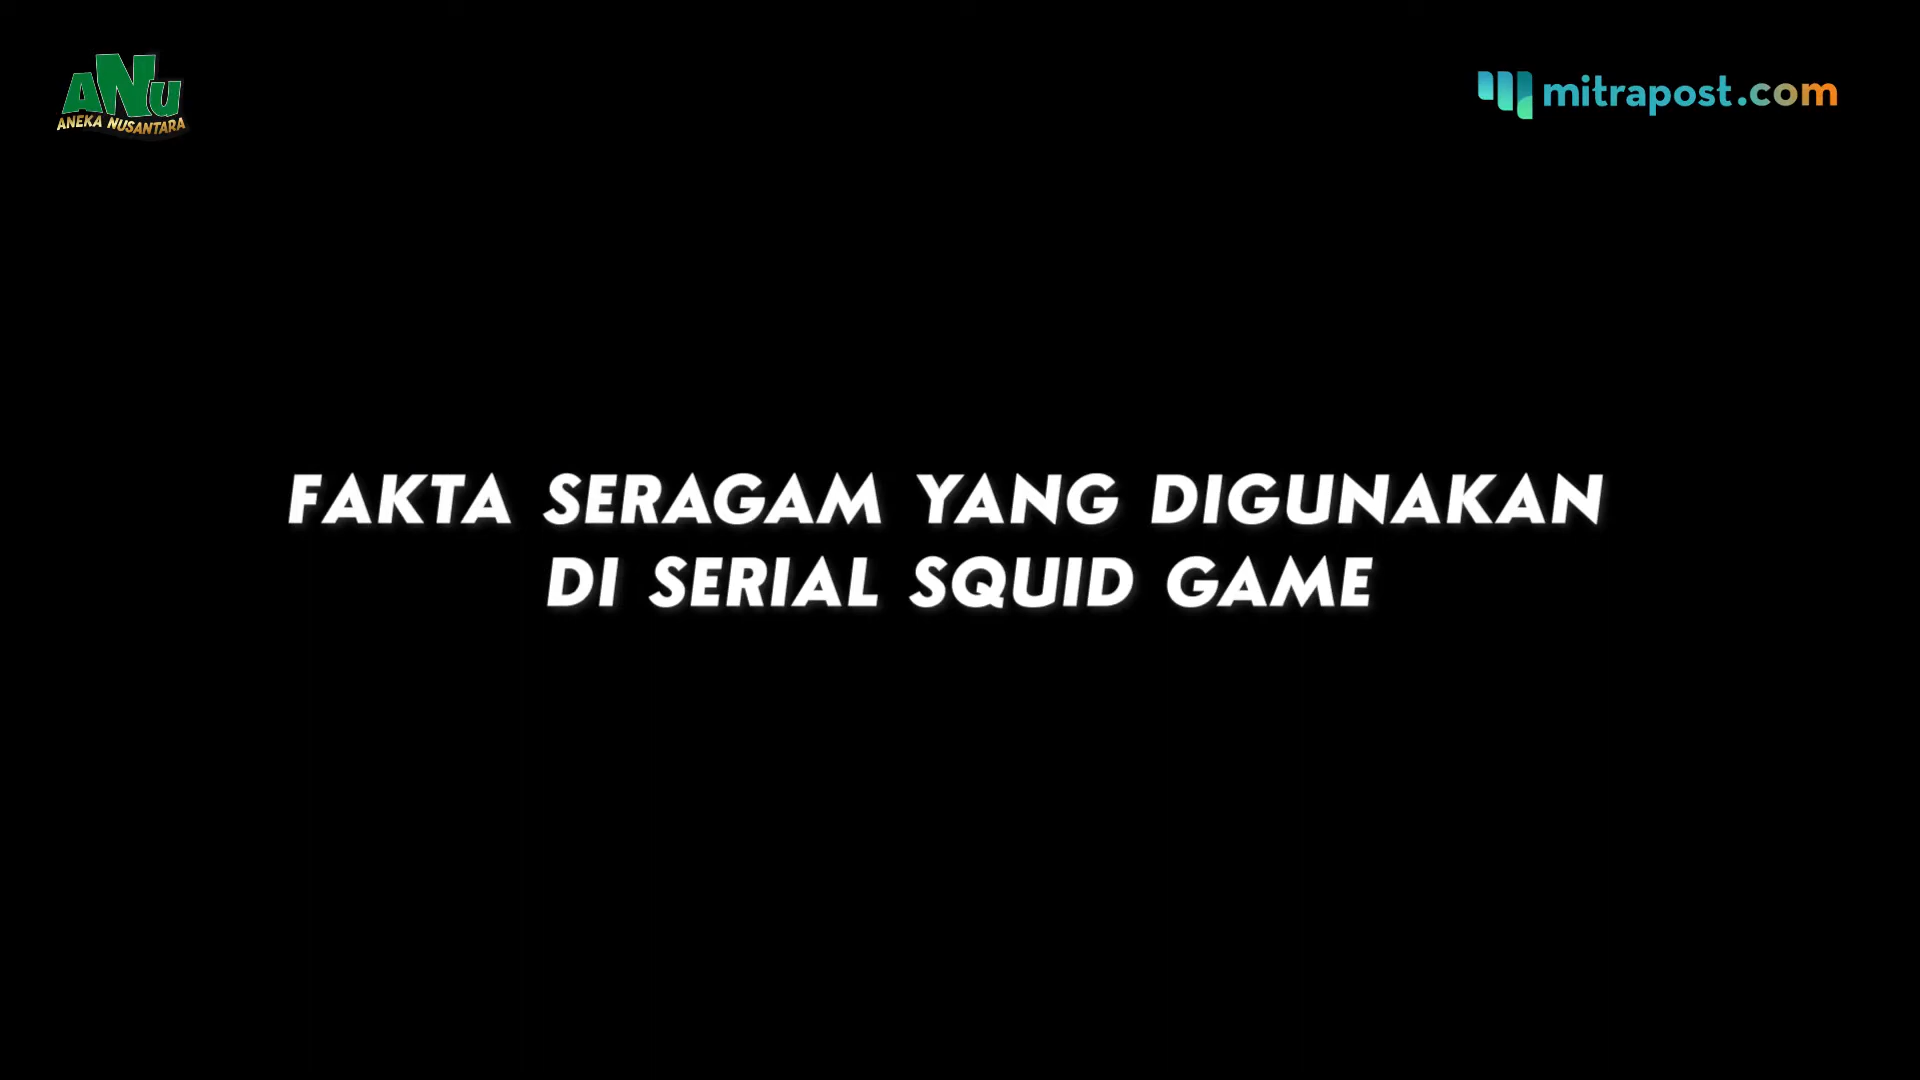 ANU
ANEKA NUSANTARA
mitrapost.com
FAKTA SERAGAM YANG DIGUNAKAN
DI SERIAL SQUID GAME